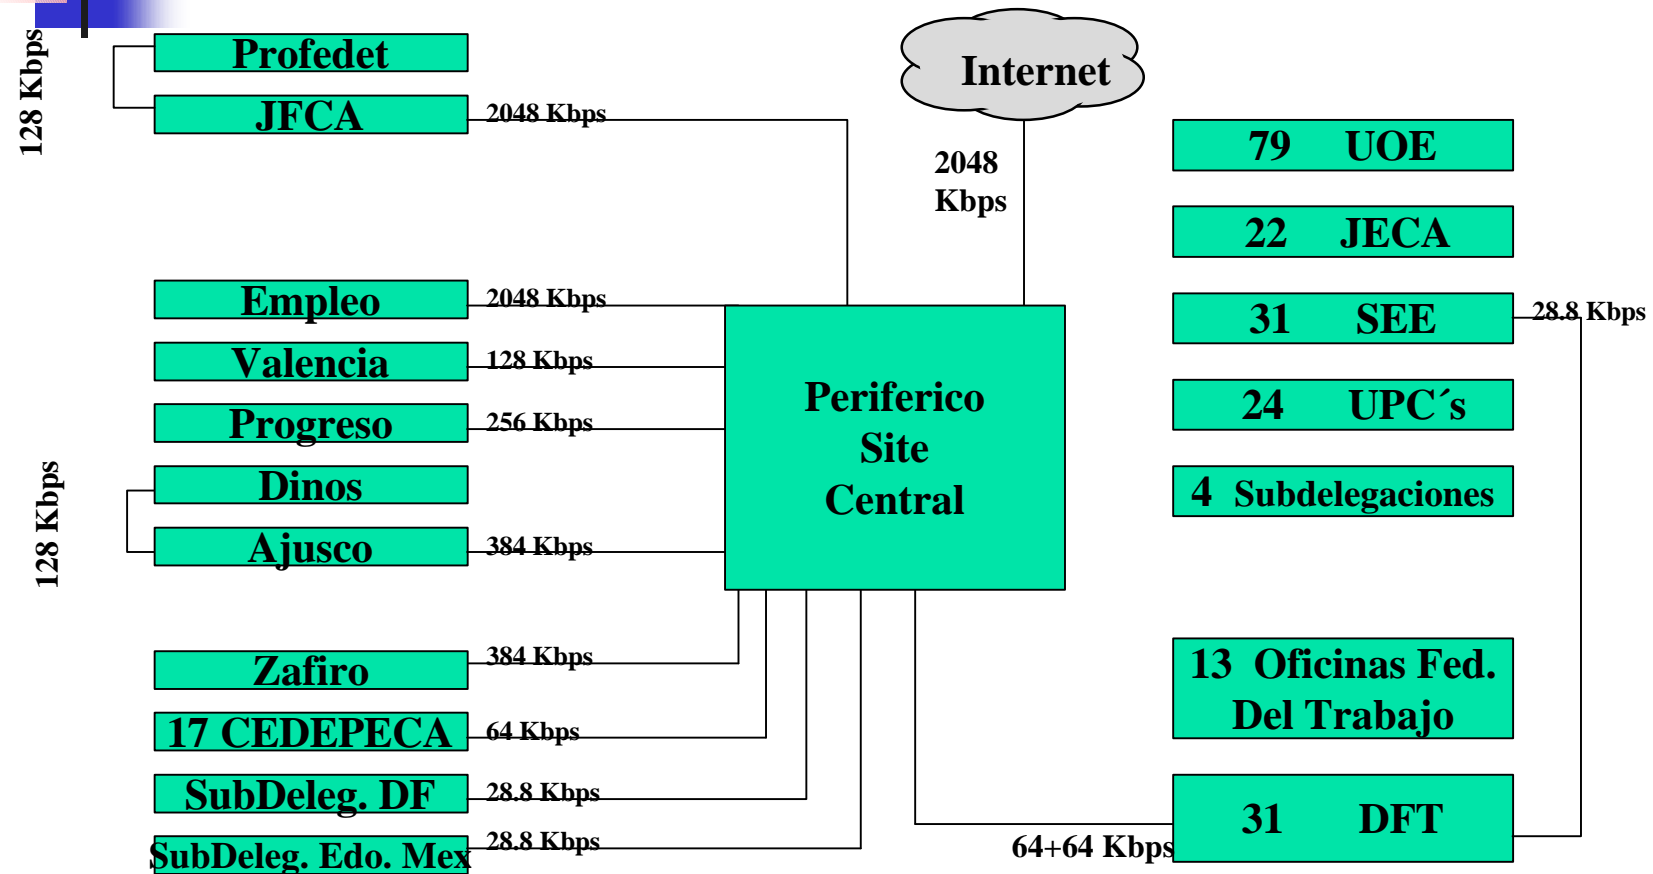 128 Kbps
Profedet
JFCA
2048 Kbps
Internet
2048
Kbps
Empleo
2048 Kbps
Valencia
128 Kbps
Progreso
256 Kbps
128 Kbps
Dinos
Ajusco
384 Kbps
Zafiro
384 Kbps
17 CEDEPECA
64 Kbps
SubDeleg. DF
28.8 Kbps
SubDeleg. Edo. Mex
28.8 Kbps
Periferico
Site
Central
79 UOE
22 JECA
31 SEE
28.8 Kbps
24 UPC´s
4 Subdelegaciones
13 Oficinas Fed.
Del Trabajo
31 DFT
64+64 Kbps